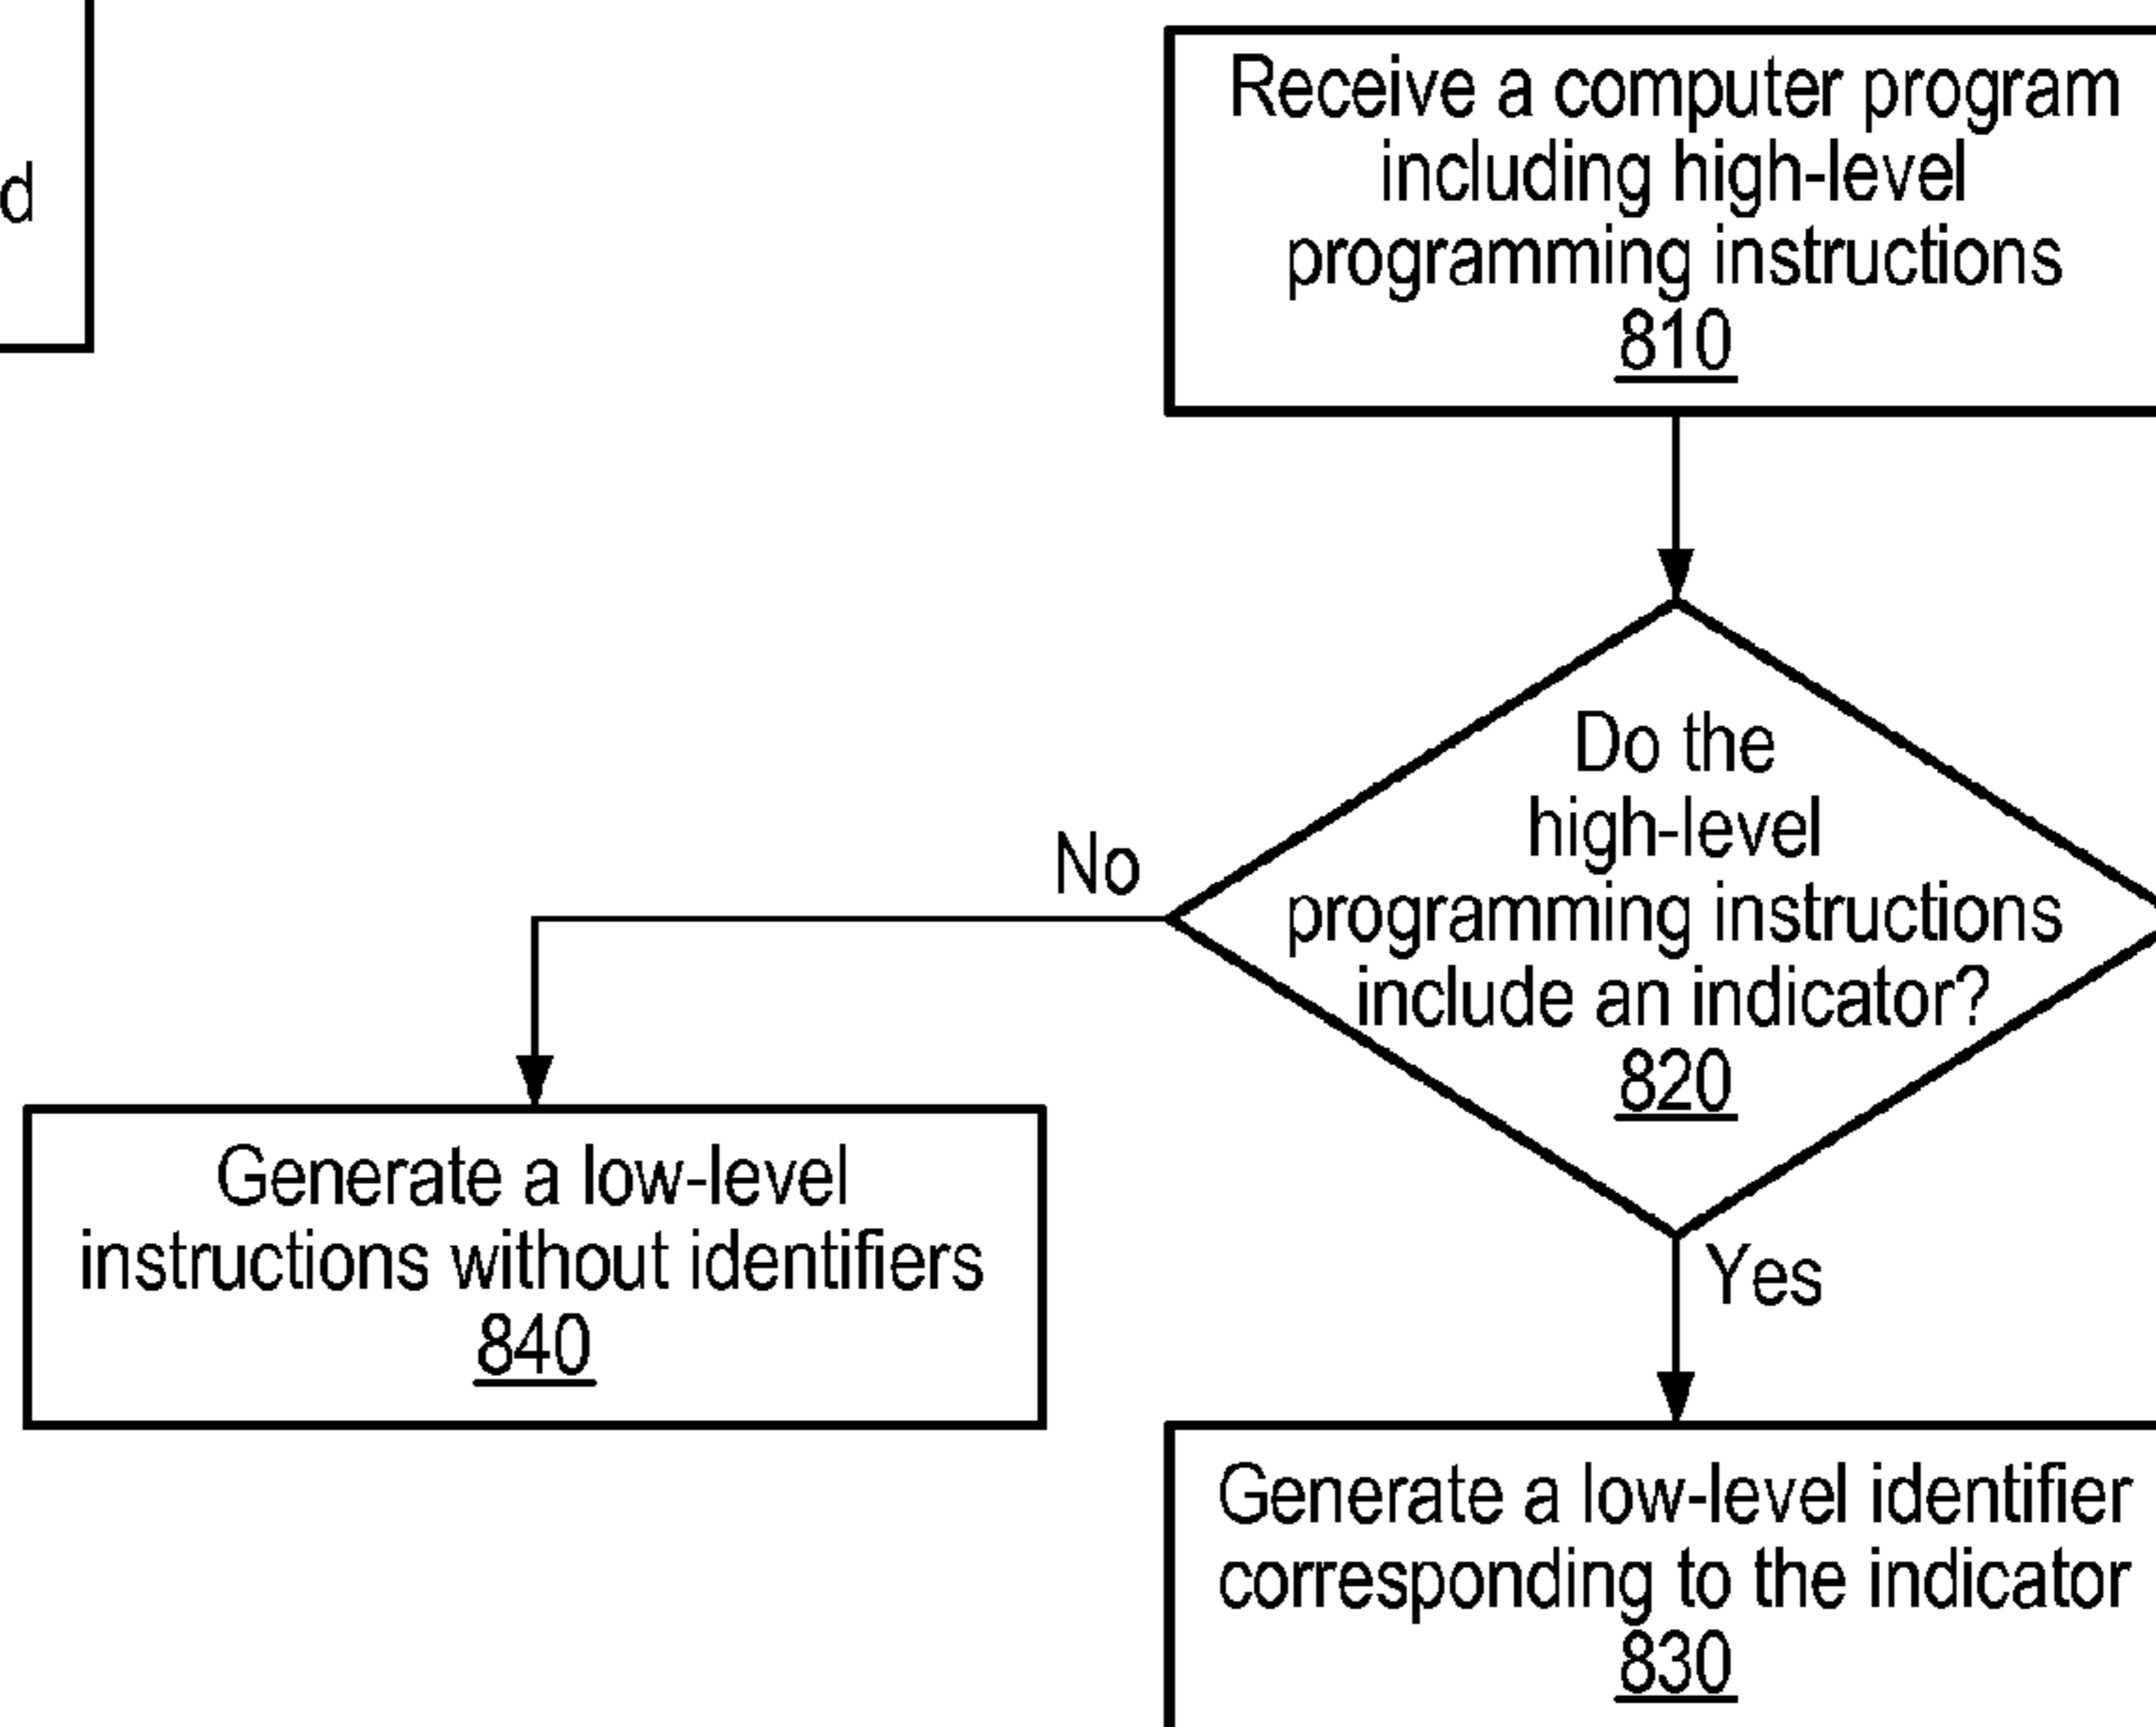 d
Receive a computer program
including high-level
programming instructions
810
Do the
high-level
programming instructions
include an indicator?
820
No
Yes
Generate a low-level
instructions without identifiers
840
Generate a low-level identifier
corresponding to the indicator
830